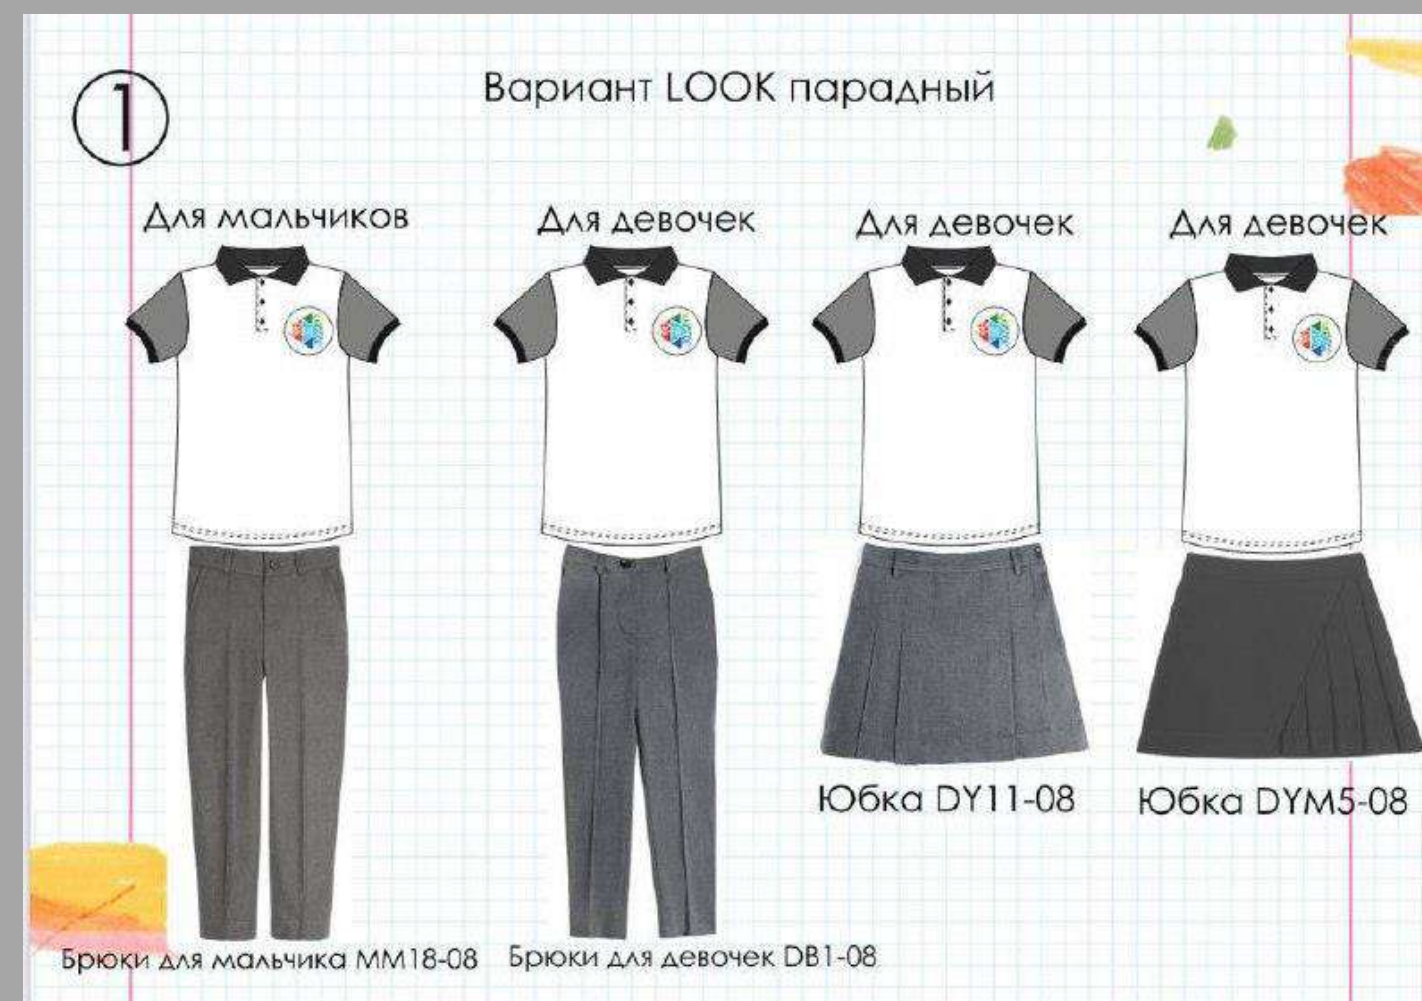 1
Вариант LOOK парадный
Для мальчиков
Для девочек
Для девочек
Для девочек
Юбка DY11-08
Юбка DYM5-08
Брюки для мальчика MM18-08
Брюки для девочек DB1-08